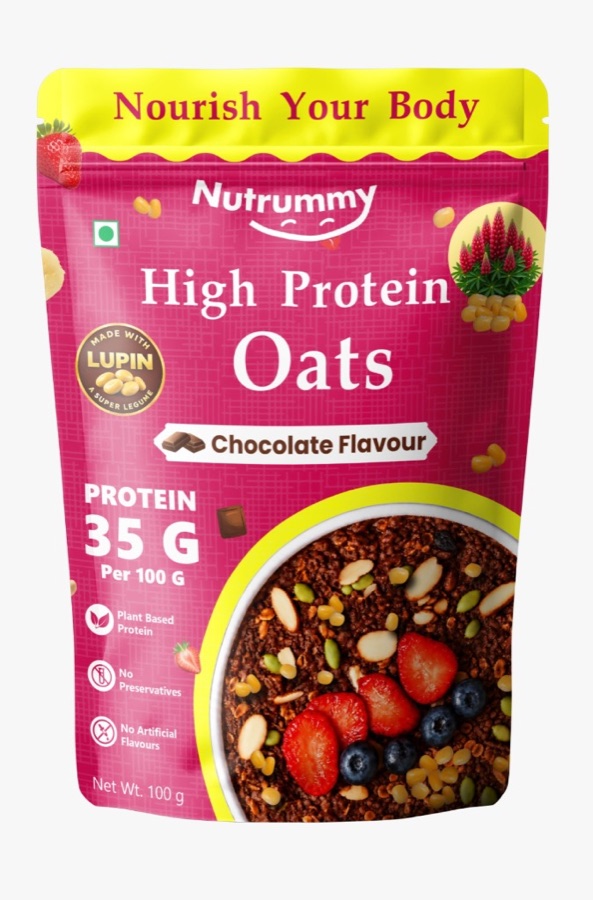 Nourish Your Body
Nutrummy
High Protein
Oats
MADE WITH
LUPIN
A SUPER LEGUME
Chocolate Flavour
PROTEIN
35 G
Per 100 G
Plant Based
Protein
No
Preservatives
No Artificial
Flavours
Net Wt. 100 g